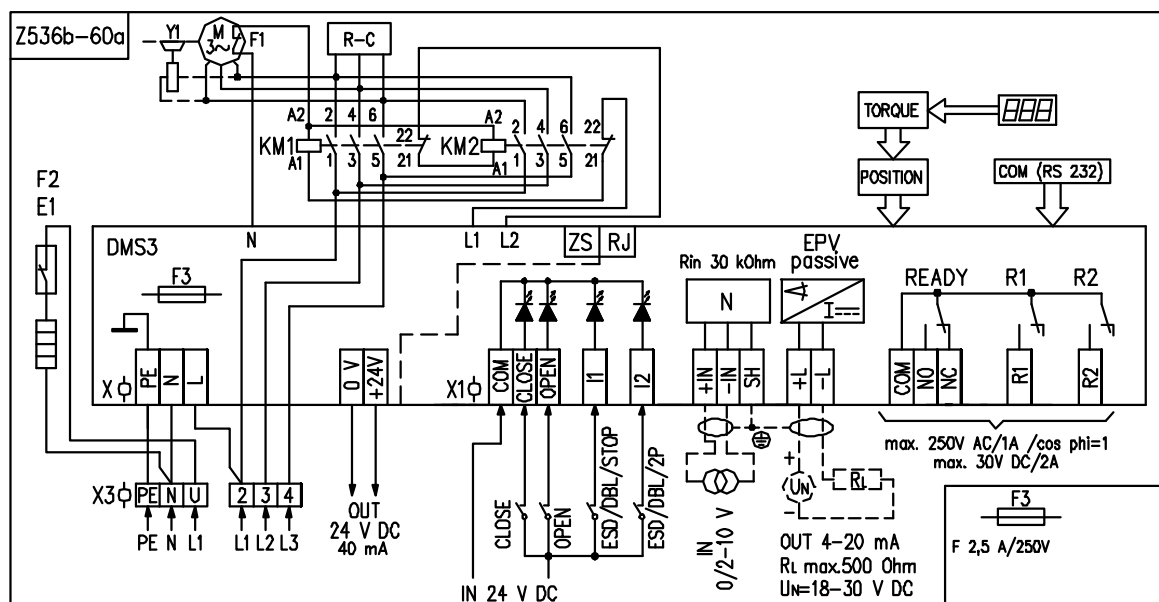 Z536b-60a
Y1
M
3~
F1
R-C
A2
2
4
6
22
A2
2
4
6
22
KM1
KM2
A1
1
3
5
21
A1
1
3
5
21
TORQUE
POSITION
COM (RS 232)
F2
E1
DMS3
N
L1
L2
ZS
RJ
EPV
passive
Rin 30 kOhm
READY
R1
R2
F3
N
I
X
PE
N
L
0 V
+24V
X1
COM
CLOSE
OPEN
I1
I2
+IN
-IN
SH
+L
-L
COM
NO
NC
R1
R2
max. 250V AC/1A /cos phi=1
max. 30V DC/2A
X3
PE
N
U
2
3
4
PE
N
L1
L1
L2
L3
OUT
24 V DC
40 mA
CLOSE
OPEN
ESD/DBL/STOP
ESD/DBL/2P
IN 24 V DC
IN
0/2-10 V
+
UN
-
RL
OUT 4-20 mA
RL max.500 Ohm
UN=18-30 V DC
F3
F 2,5 A/250V